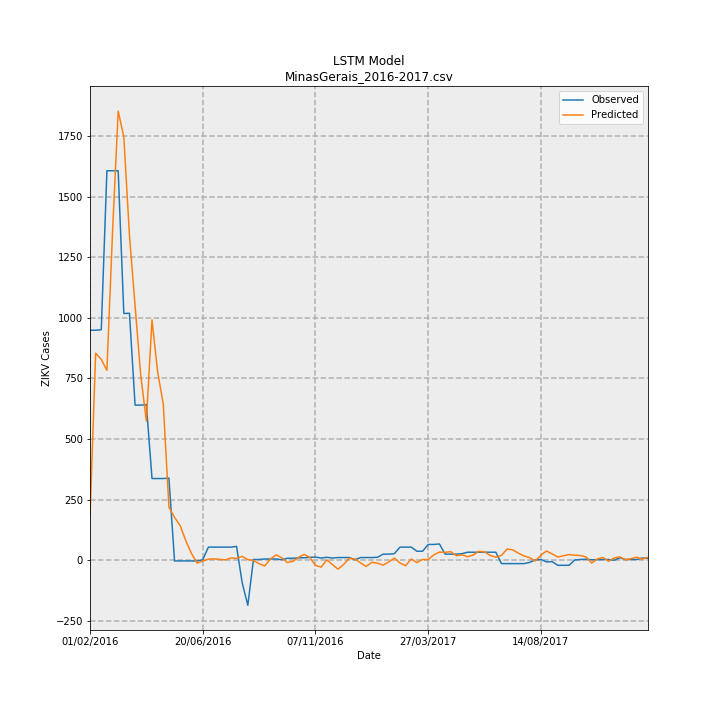 LSTM Model
MinasGerais_2016-2017.csv
Observed
Predicted
1750
1500
1250
1000
750
500
250
0
−250
ZIKV Cases
01/02/2016 20/06/2016 07/11/2016 27/03/2017 14/08/2017
Date